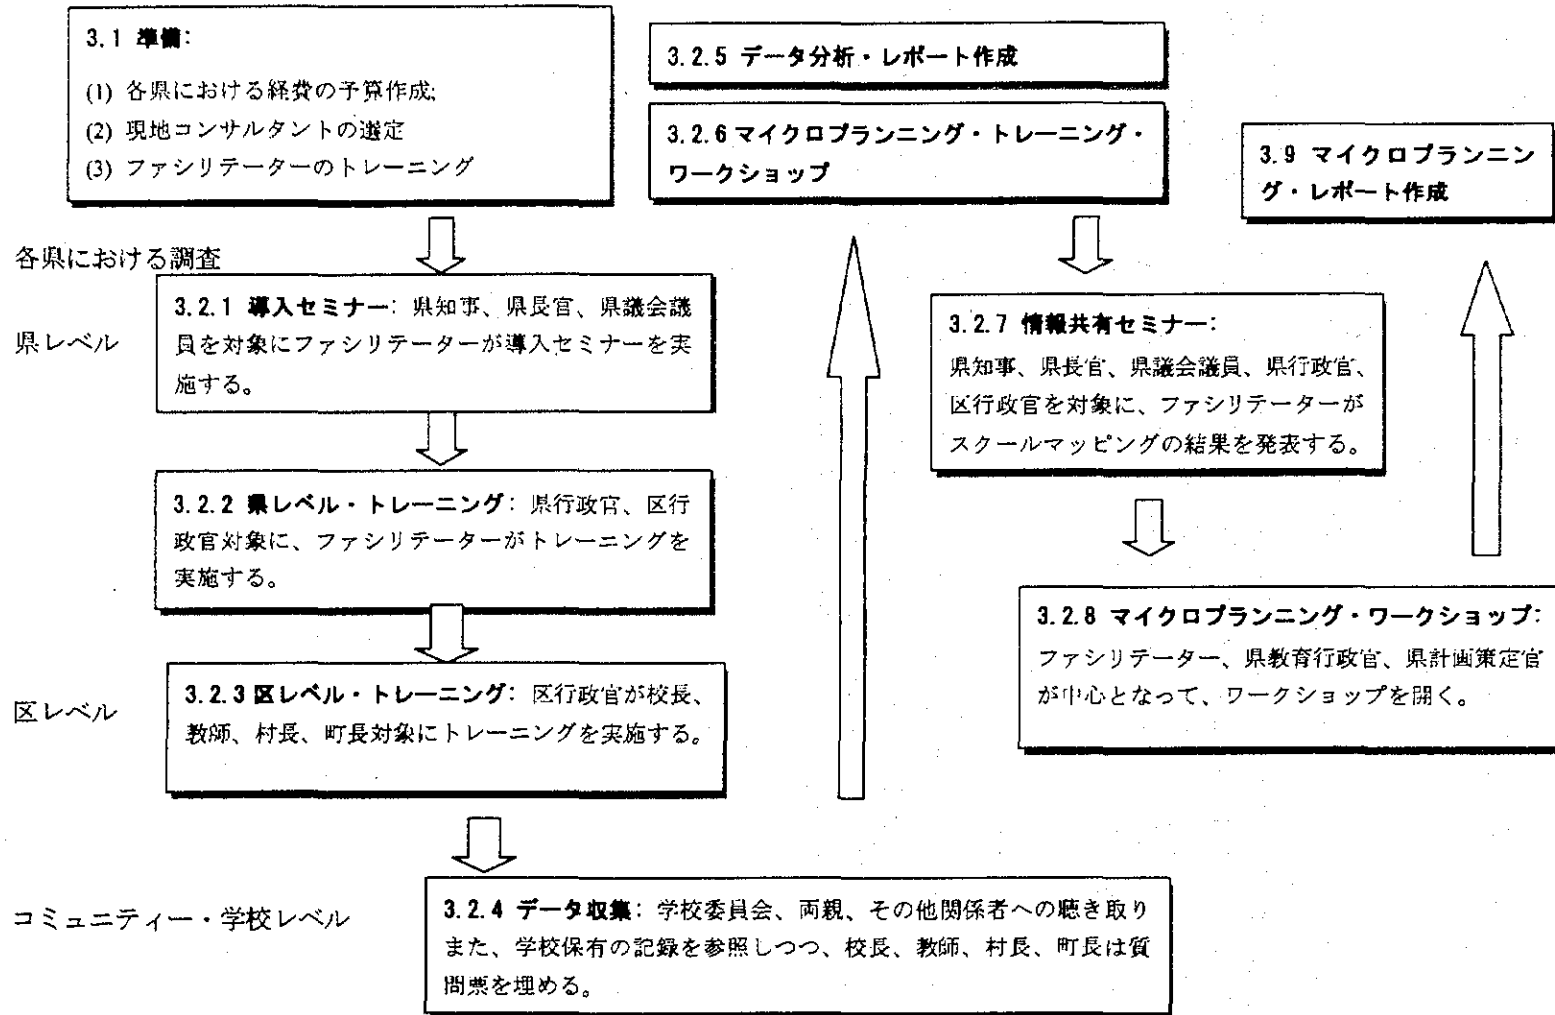 3.1 準備:
(1) 各県における経費の予算作成;
(2) 現地コンサルタントの選定
(3) ファシリテーターのトレーニング
各県における調査
県レベル
3.2.1 導入セミナー: 県知事、県長官、県議会議
員を対象にファシリテーターが導入セミナーを実
施する。
3.2.2 県レベル・トレーニング: 県行政官、区行
政官対象に、ファシリテーターがトレーニングを
実施する。
区レベル
3.2.3 区レベル・トレーニング: 区行政官が校長、
教師、村長、町長対象にトレーニングを実施する。
コミュニティー・学校レベル
3.2.4 データ収集: 学校委員会、両親、その他関係者への聴き取り
また、学校保有の記録を参照しつつ、校長、教師、村長、町長は質
問票を埋める。
3.2.5 データ分析・レポート作成
3.2.6 マイクロプランニング・トレーニング・
ワークショップ
3.2.7 情報共有セミナー:
県知事、県長官、県議会議員、県行政官、
区行政官を対象に、ファシリテーターが
スクールマッピングの結果を発表する。
3.2.8 マイクロプランニング・ワークショップ:
ファシリテーター、県教育行政官、県計画策定官
が中心となって、ワークショップを開く。
3.9 マイクロプランニン
グ・レポート作成